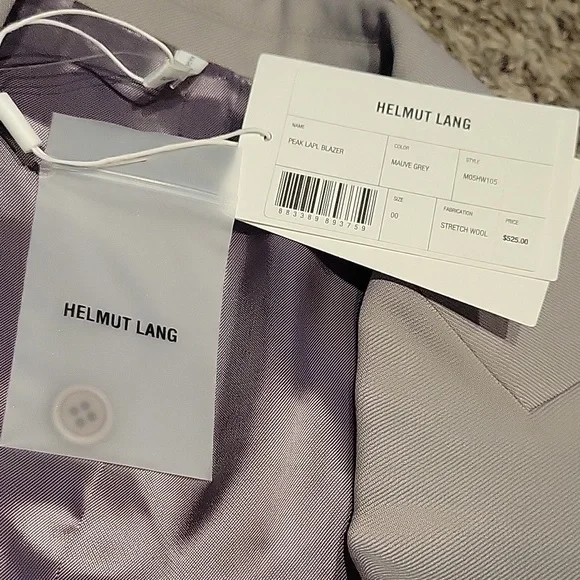 HELMUT LANG
NAME
PEAK LAPL BLAZER
COLOR
MAUVE GREY
STYLE
M05HW105
883389893759
SIZE
00
FABRICATION
STRETCH WOOL
PRICE
$525.00
HELMUT LANG